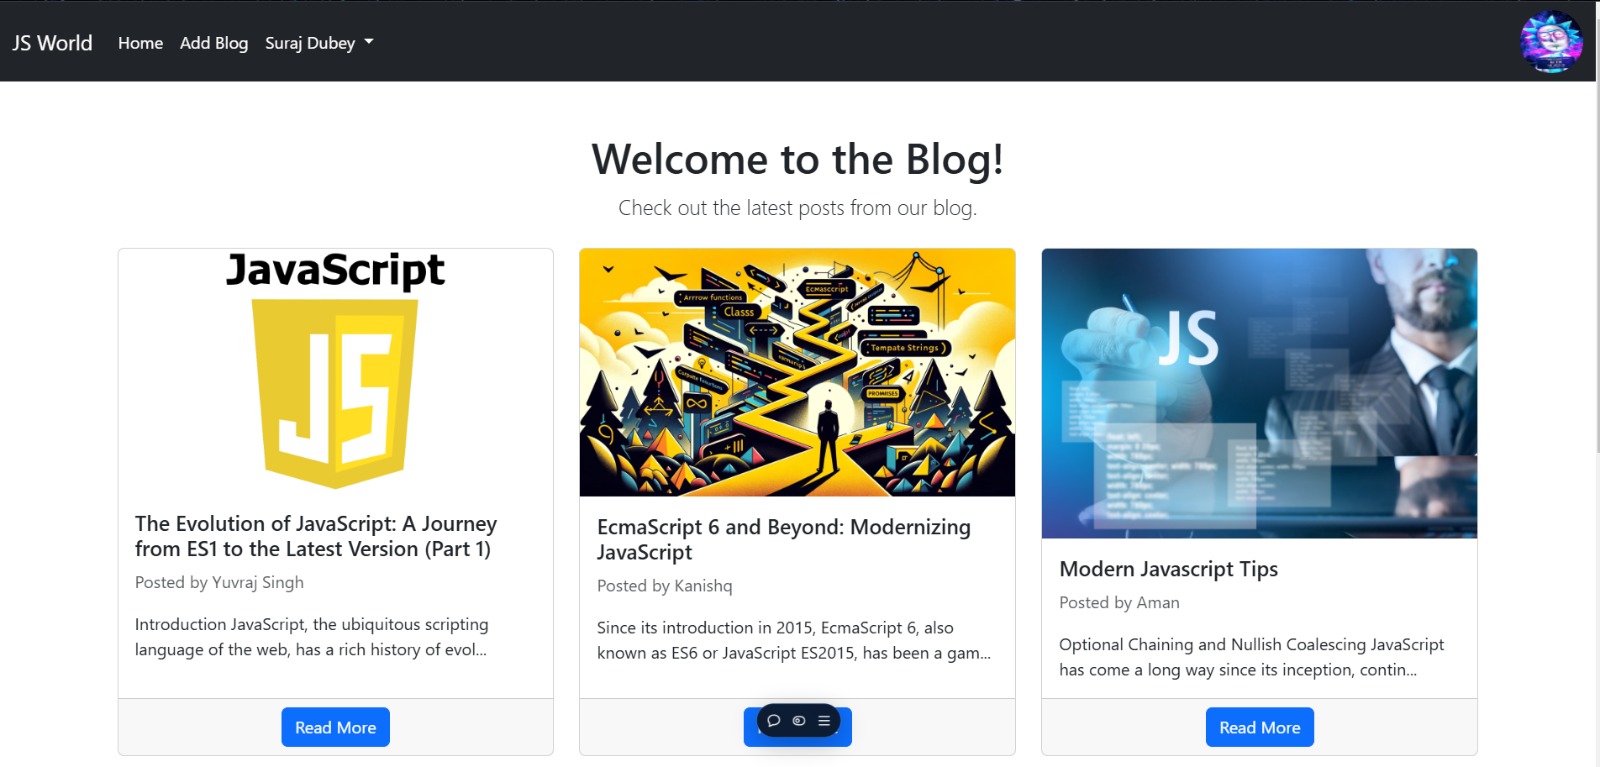 JS World Home Add Blog Suraj Dubey
Welcome to the Blog!
Check out the latest posts from our blog.
JavaScript
JS
The Evolution of JavaScript: A Journey
from ES1 to the Latest Version (Part 1)
Posted by Yuvraj Singh
Introduction JavaScript, the ubiquitous scripting
language of the web, has a rich history of evol...
Read More
Arrrow functions
Classs
Ecmasccript
Tempate Strings
PROMISES
EcmaScript 6 and Beyond: Modernizing
JavaScript
Posted by Kanishq
Since its introduction in 2015, EcmaScript 6, also
known as ES6 or JavaScript ES2015, has been a gam...
JS
Modern Javascript Tips
Posted by Aman
Optional Chaining and Nullish Coalescing JavaScript
has come a long way since its inception, contin...
Read More